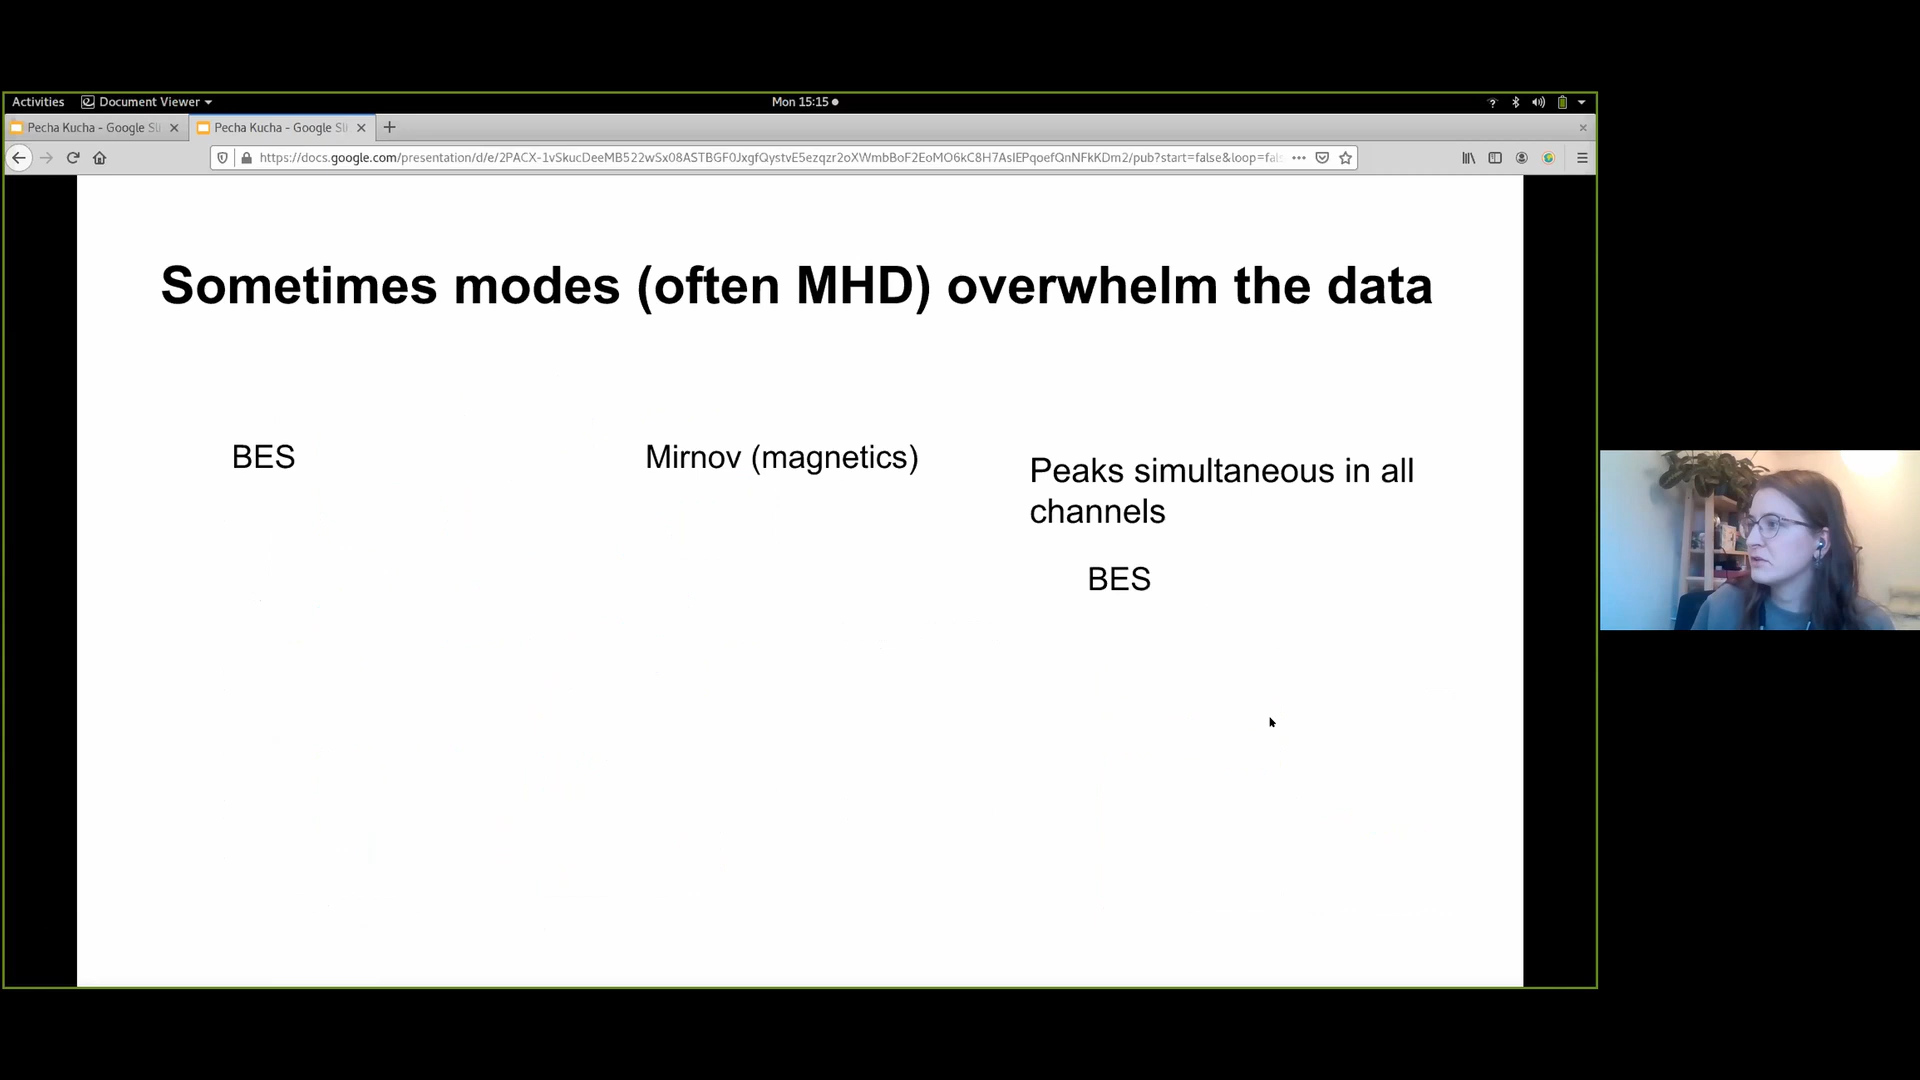 Activities Document Viewer Mon 15:15
Pecha Kucha - Google Sli Pecha Kucha - Google Sli
https://docs.google.com/presentation/d/e/2PACX-1vSkucDeeMB522wSx08ASTBGF0JxgfQystvE5ezqzr2oXWmbBoF2EoMO6kC8H7AsIEPqoefQnNFkKDm2/pub?start=false&loop=fal
Sometimes modes (often MHD) overwhelm the data
BES
Mirnov (magnetics)
Peaks simultaneous in all
channels
BES